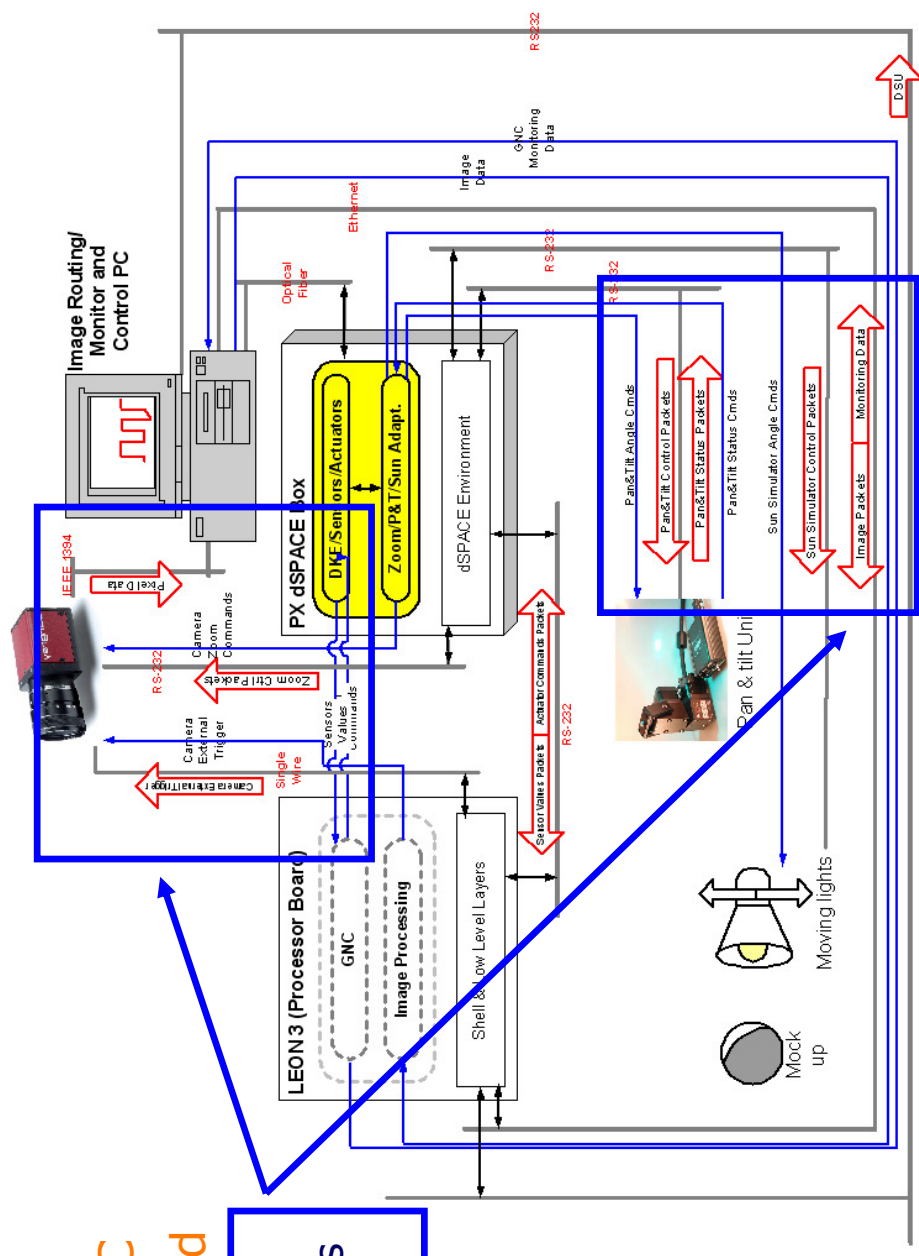 Image Routing/
Monitor and
Control PC
RS232
DSU
GNC
Monitoring
Data
Image
Data
Ethernet
Optical
Fiber
RS-232
RS-232
IEEE 1394
Pixel Data
Camera
Zoom
Commands
RS-232
Zoom Ctrl Packets
Camera
External
Trigger
Single
Wire
Camera External Trigger
PX dSPACE Box
DKE/Sensors/Actuators
Zoom/P&T/Sun Adapt.
dSPACE Environment
Sensors
Values
Commands
LEON 3 (Processor Board)
GNC
Image Processing
Shell & Low Level Layers
Sensor Values Packets
Actuator Commands Packets
RS-232
Pan&Tilt Angle Cmds
Pan&Tilt Control Packets
Pan&Tilt Status Packets
Pan&Tilt Status Cmds
Sun Simulator Angle Cmds
Sun Simulator Control Packets
Image Packets
Monitoring Data
Pan & tilt Uni
Moving lights
Mock
up
C
d
s